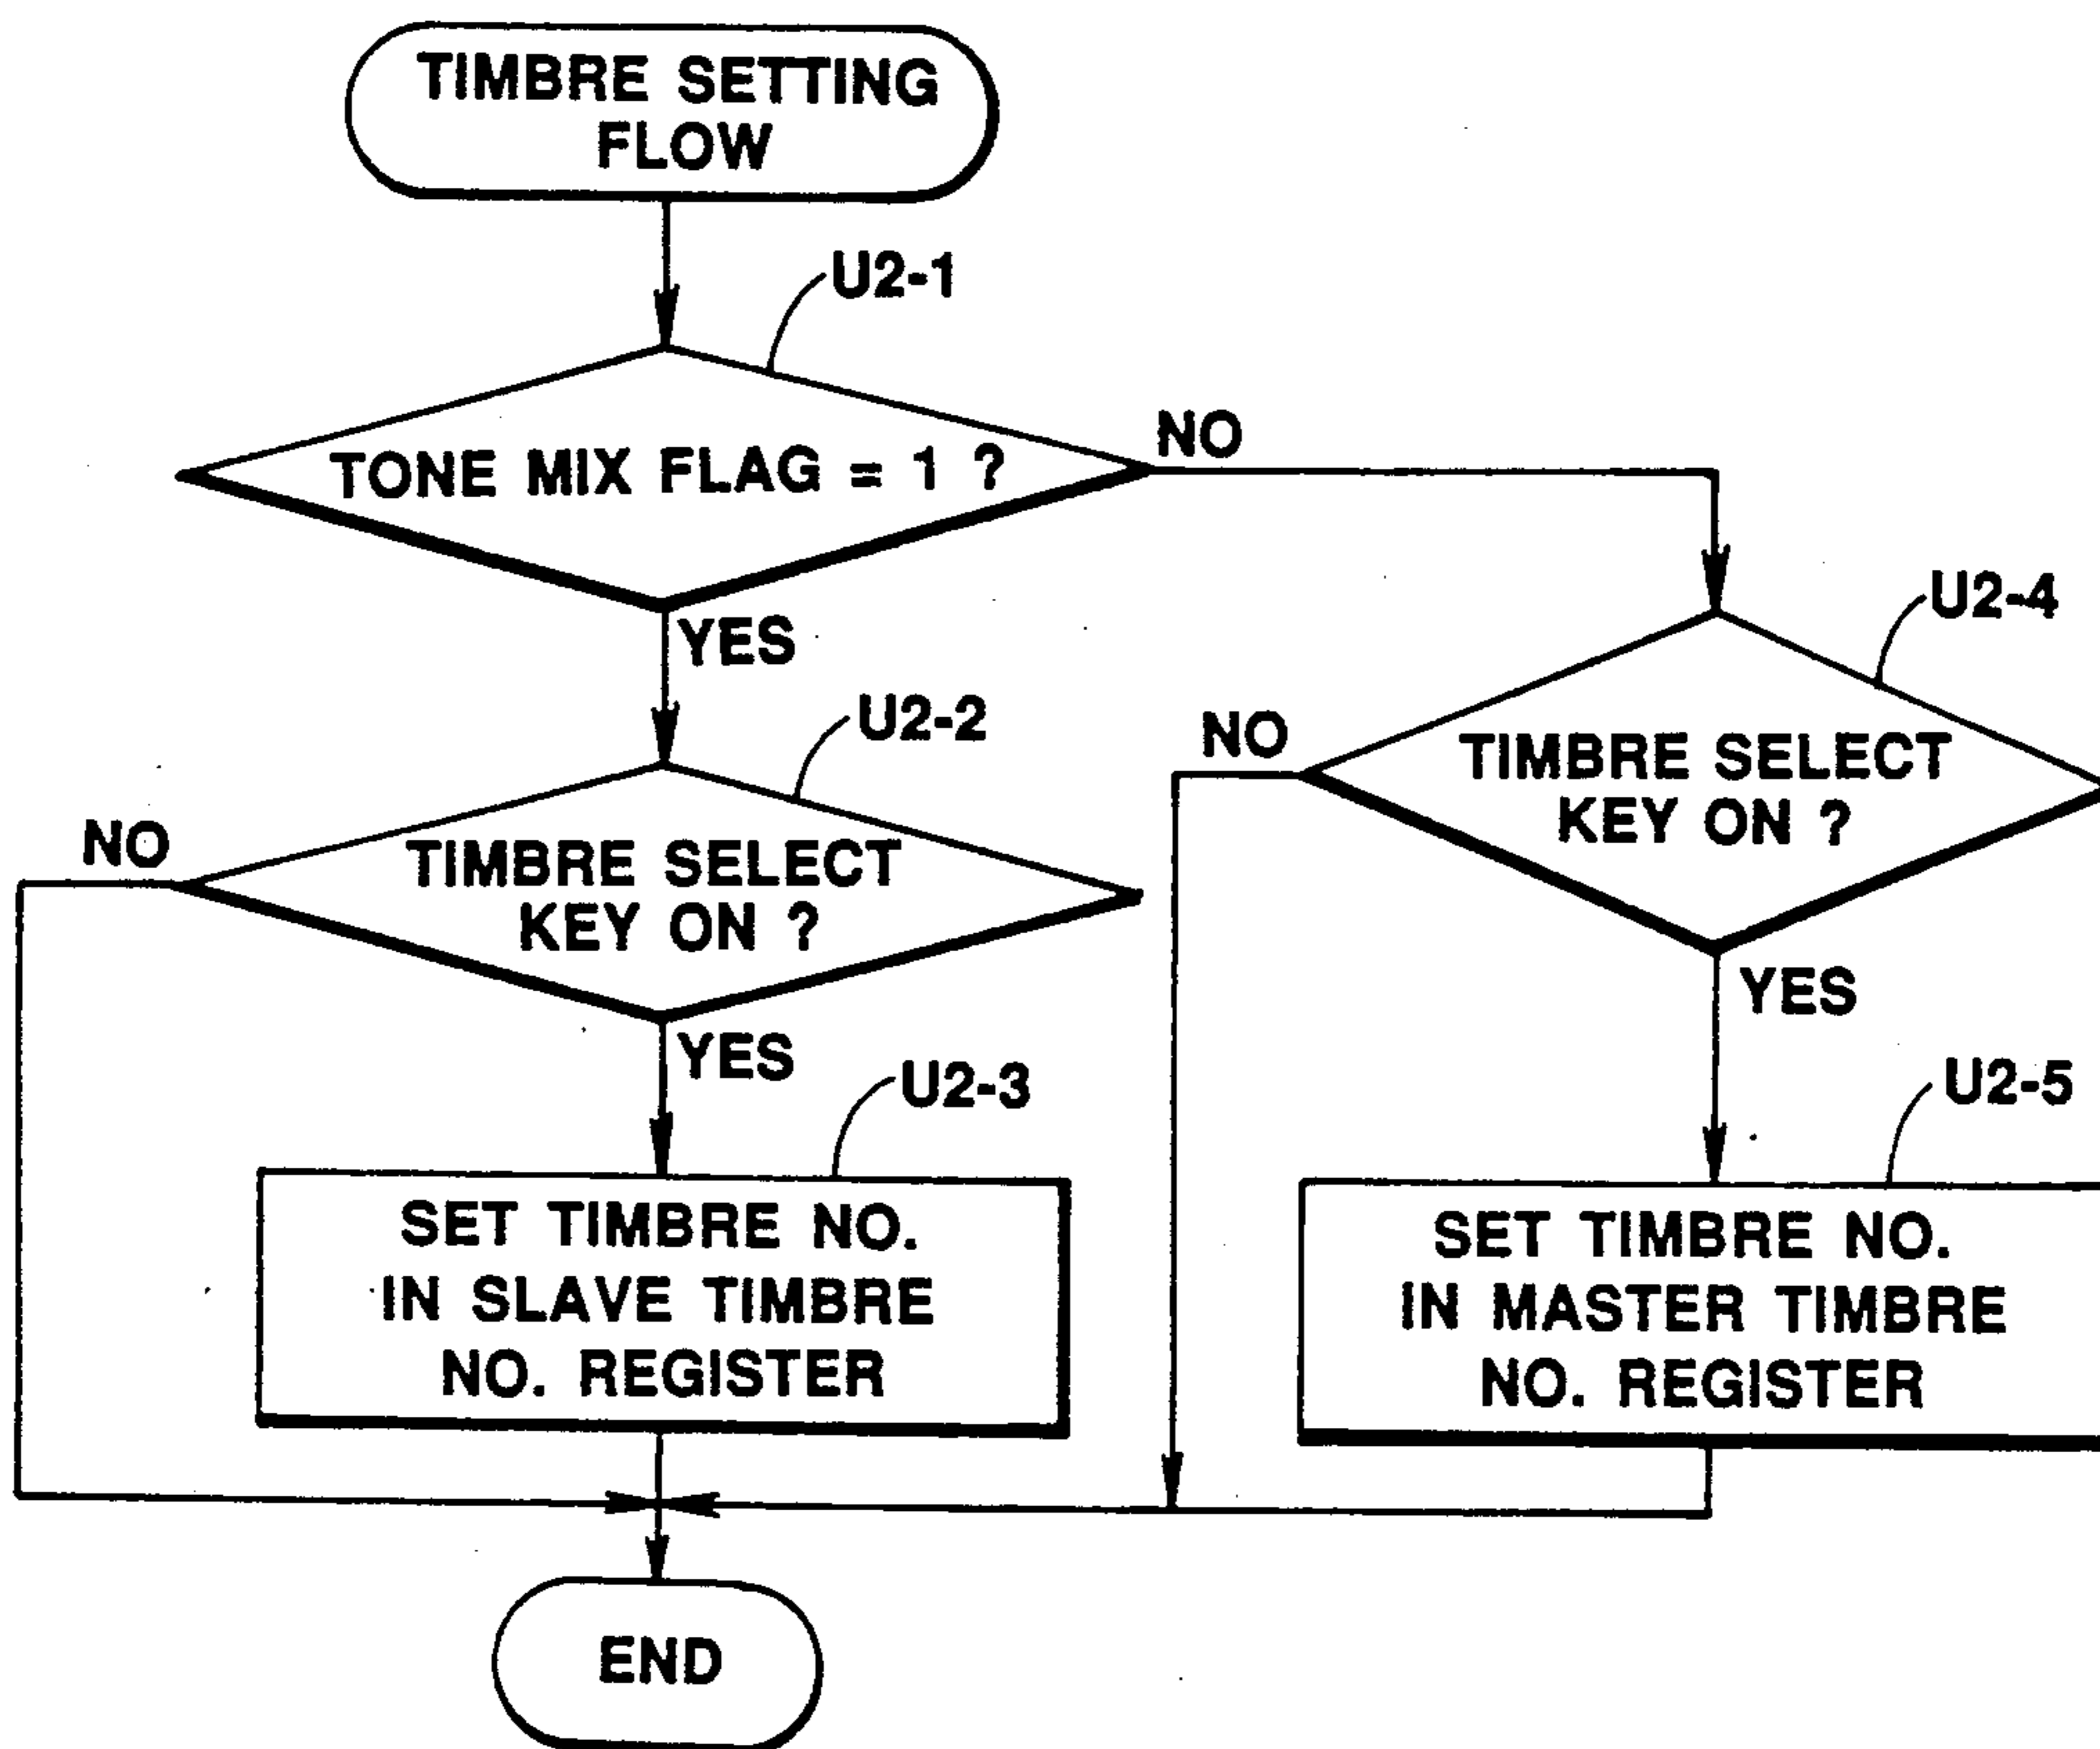 TIMBRE SETTING
FLOW
U2-1
TONE MIX FLAG = 1 ?
NO
YES
U2-2
TIMBRE SELECT
KEY ON ?
NO
YES
U2-3
SET TIMBRE NO.
IN SLAVE TIMBRE
NO. REGISTER
U2-4
TIMBRE SELECT
KEY ON ?
NO
YES
U2-5
SET TIMBRE NO.
IN MASTER TIMBRE
NO. REGISTER
END